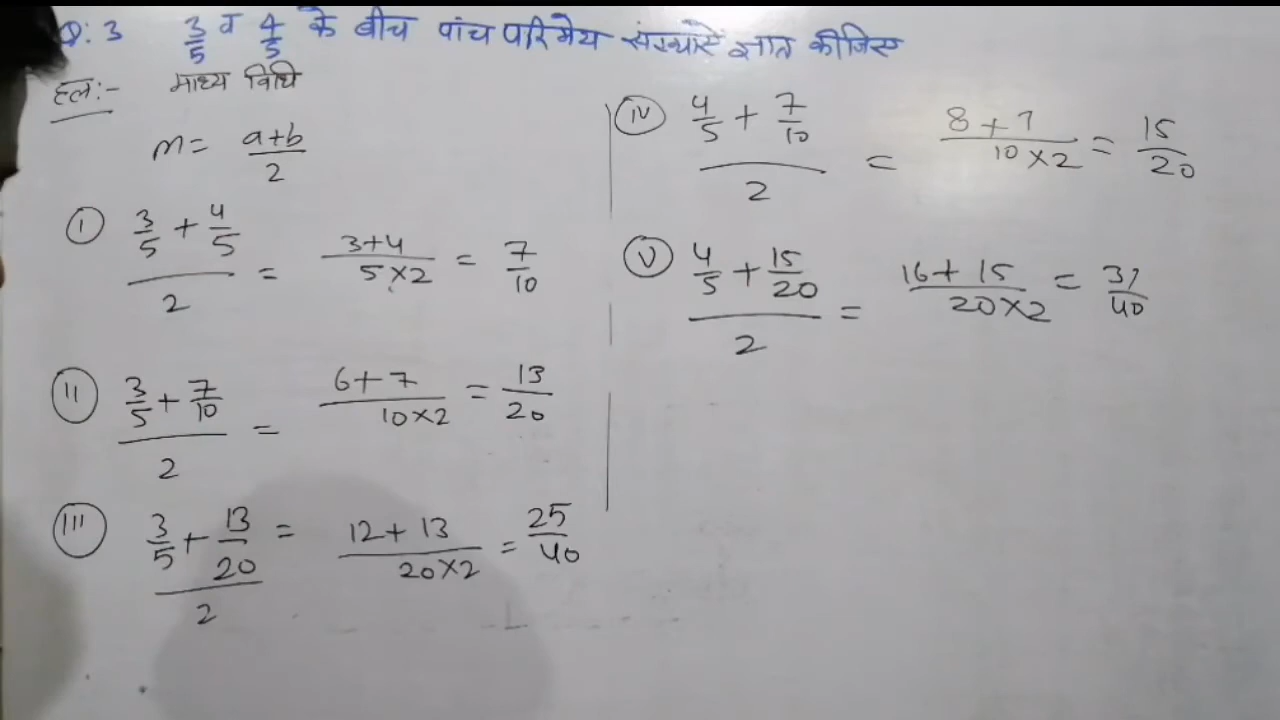 Q: 3 3/5 व 4/5 के बीच पांच परिमेय संख्याऐं ज्ञात कीजिए
हल:- माध्य विधि
m = (a+b)/2
(i) (3/5 + 4/5)/2 = (3+4)/(5×2) = 7/10
(ii) (3/5 + 7/10)/2 = (6+7)/(10×2) = 13/20
(iii) (3/5 + 13/20)/2 = (12+13)/(20×2) = 25/40
(iv) (4/5 + 7/10)/2 = (8+7)/(10×2) = 15/20
(v) (4/5 + 15/20)/2 = (16+15)/(20×2) = 31/40